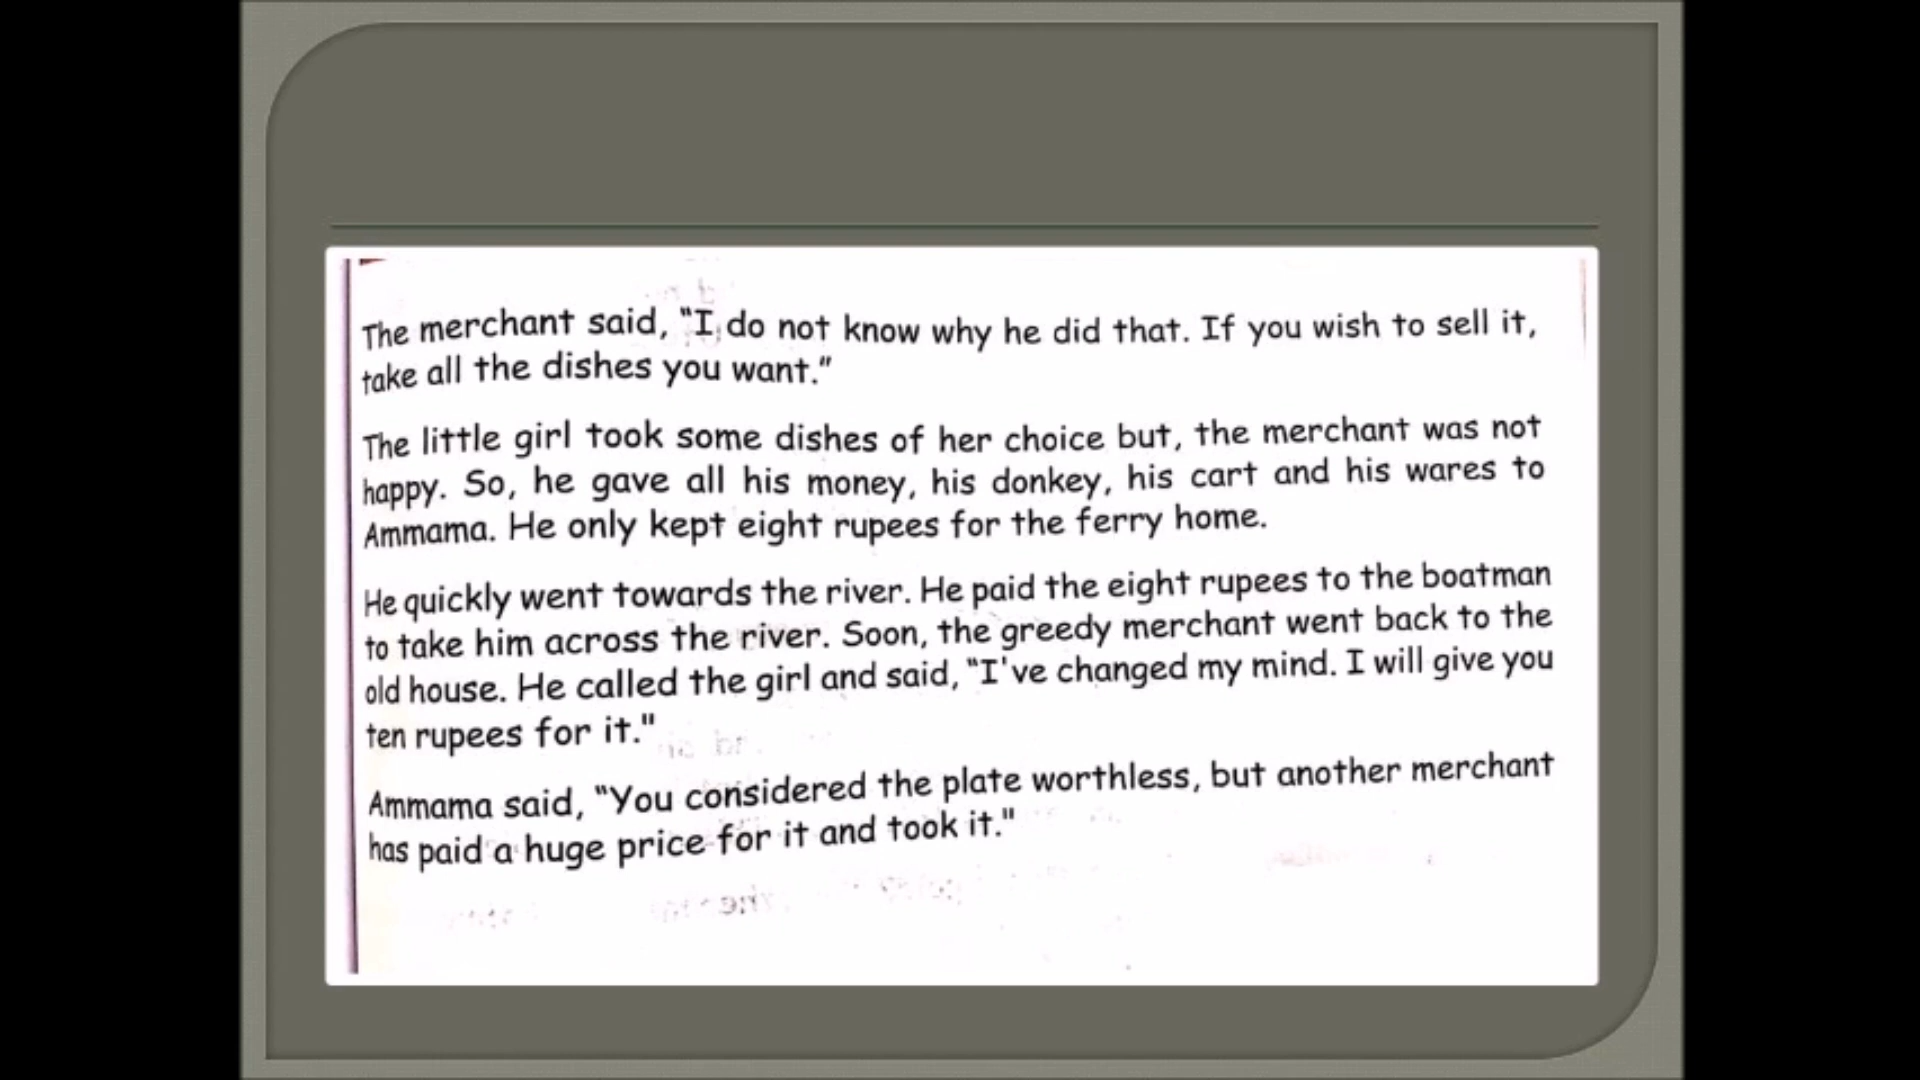 The merchant said, "I do not know why he did that. If you wish to sell it,
take all the dishes you want."
The little girl took some dishes of her choice but, the merchant was not
happy. So, he gave all his money, his donkey, his cart and his wares to
Ammama. He only kept eight rupees for the ferry home.
He quickly went towards the river. He paid the eight rupees to the boatman
to take him across the river. Soon, the greedy merchant went back to the
old house. He called the girl and said, "I've changed my mind. I will give you
ten rupees for it."
Ammama said, "You considered the plate worthless, but another merchant
has paid a huge price for it and took it."